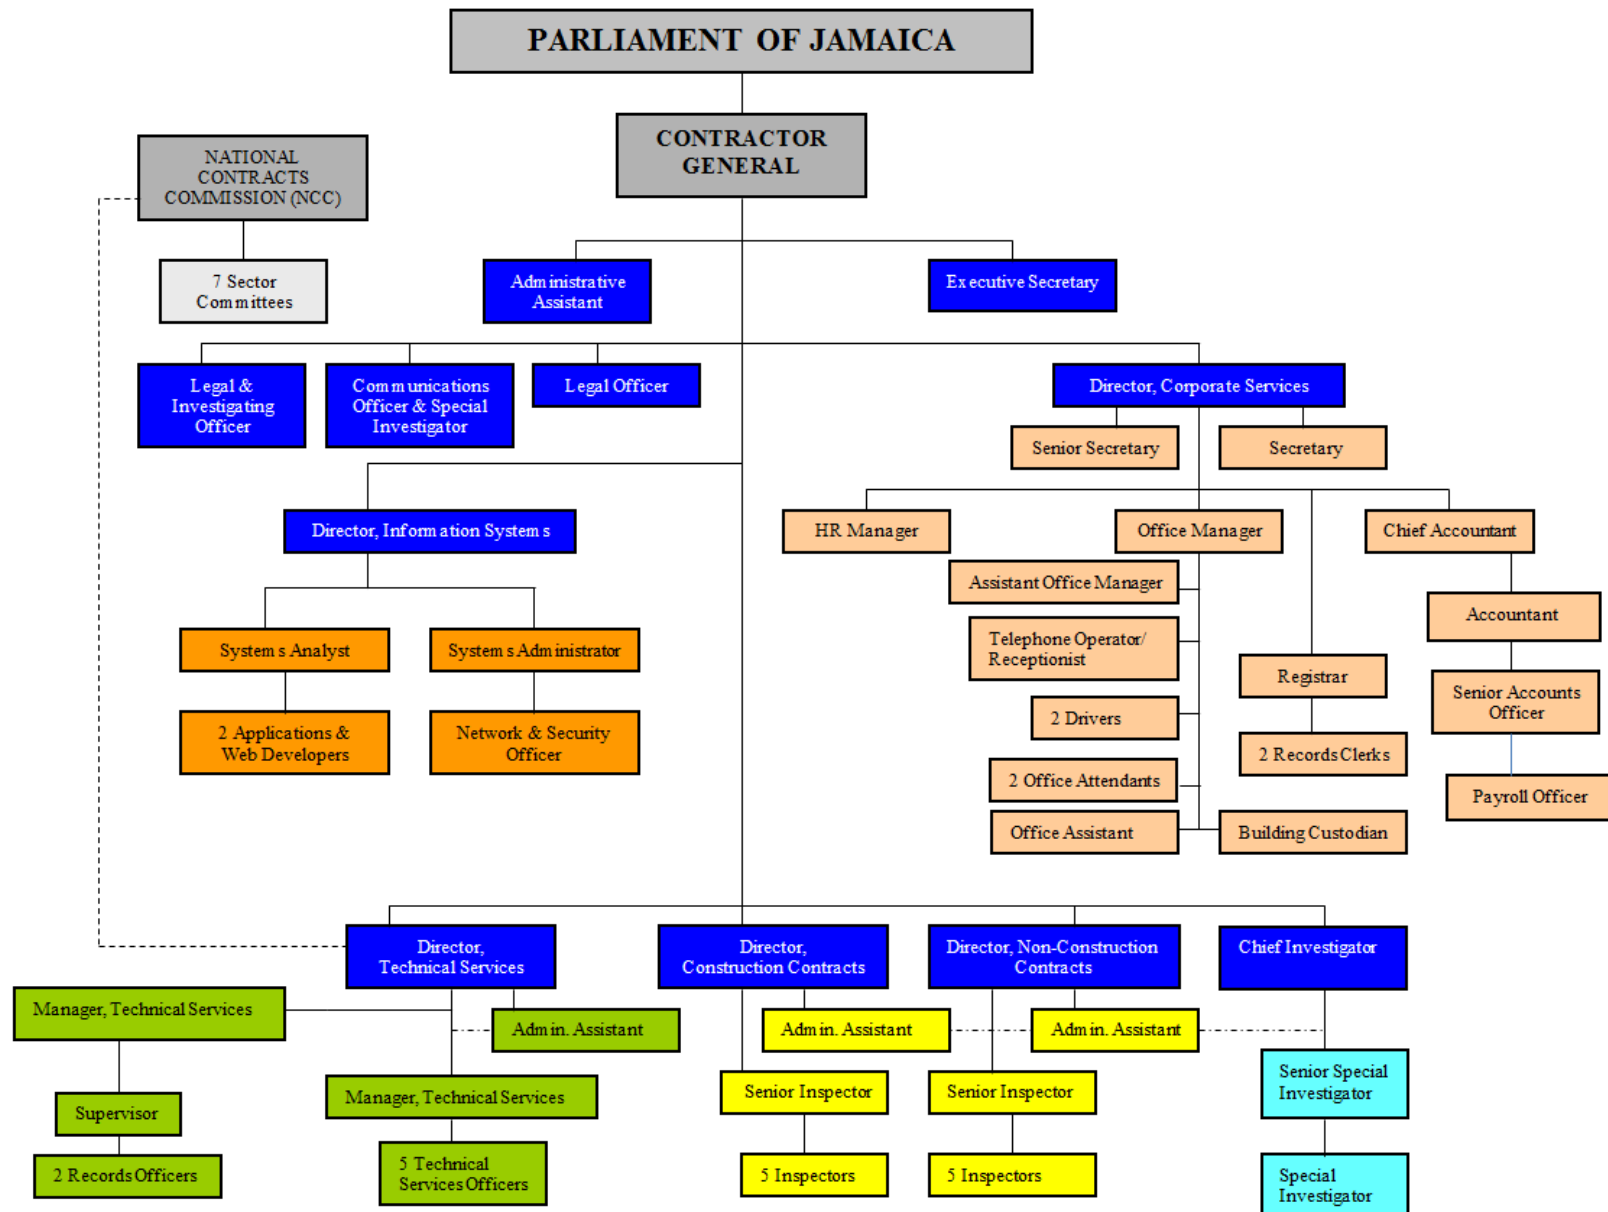 PARLIAMENT OF JAMAICA
CONTRACTOR
GENERAL
NATIONAL
CONTRACTS
COMMISSION (NCC)
7 Sector
Committees
Administrative
Assistant
Executive Secretary
Legal &
Investigating
Officer
Communications
Officer & Special
Investigator
Legal Officer
Director, Corporate Services
Senior Secretary
Secretary
Director, Information Systems
HR Manager
Office Manager
Chief Accountant
Assistant Office Manager
Accountant
Systems Analyst
Systems Administrator
Telephone Operator/
Receptionist
Registrar
Senior Accounts
Officer
2 Applications &
Web Developers
Network & Security
Officer
2 Drivers
2 Records Clerks
2 Office Attendants
Payroll Officer
Office Assistant
Building Custodian
Director,
Technical Services
Director,
Construction Contracts
Director, Non-Construction
Contracts
Chief Investigator
Manager, Technical Services
Admin. Assistant
Admin. Assistant
Admin. Assistant
Supervisor
Manager, Technical Services
Senior Inspector
Senior Inspector
Senior Special
Investigator
2 Records Officers
5 Technical
Services Officers
5 Inspectors
5 Inspectors
Special
Investigator